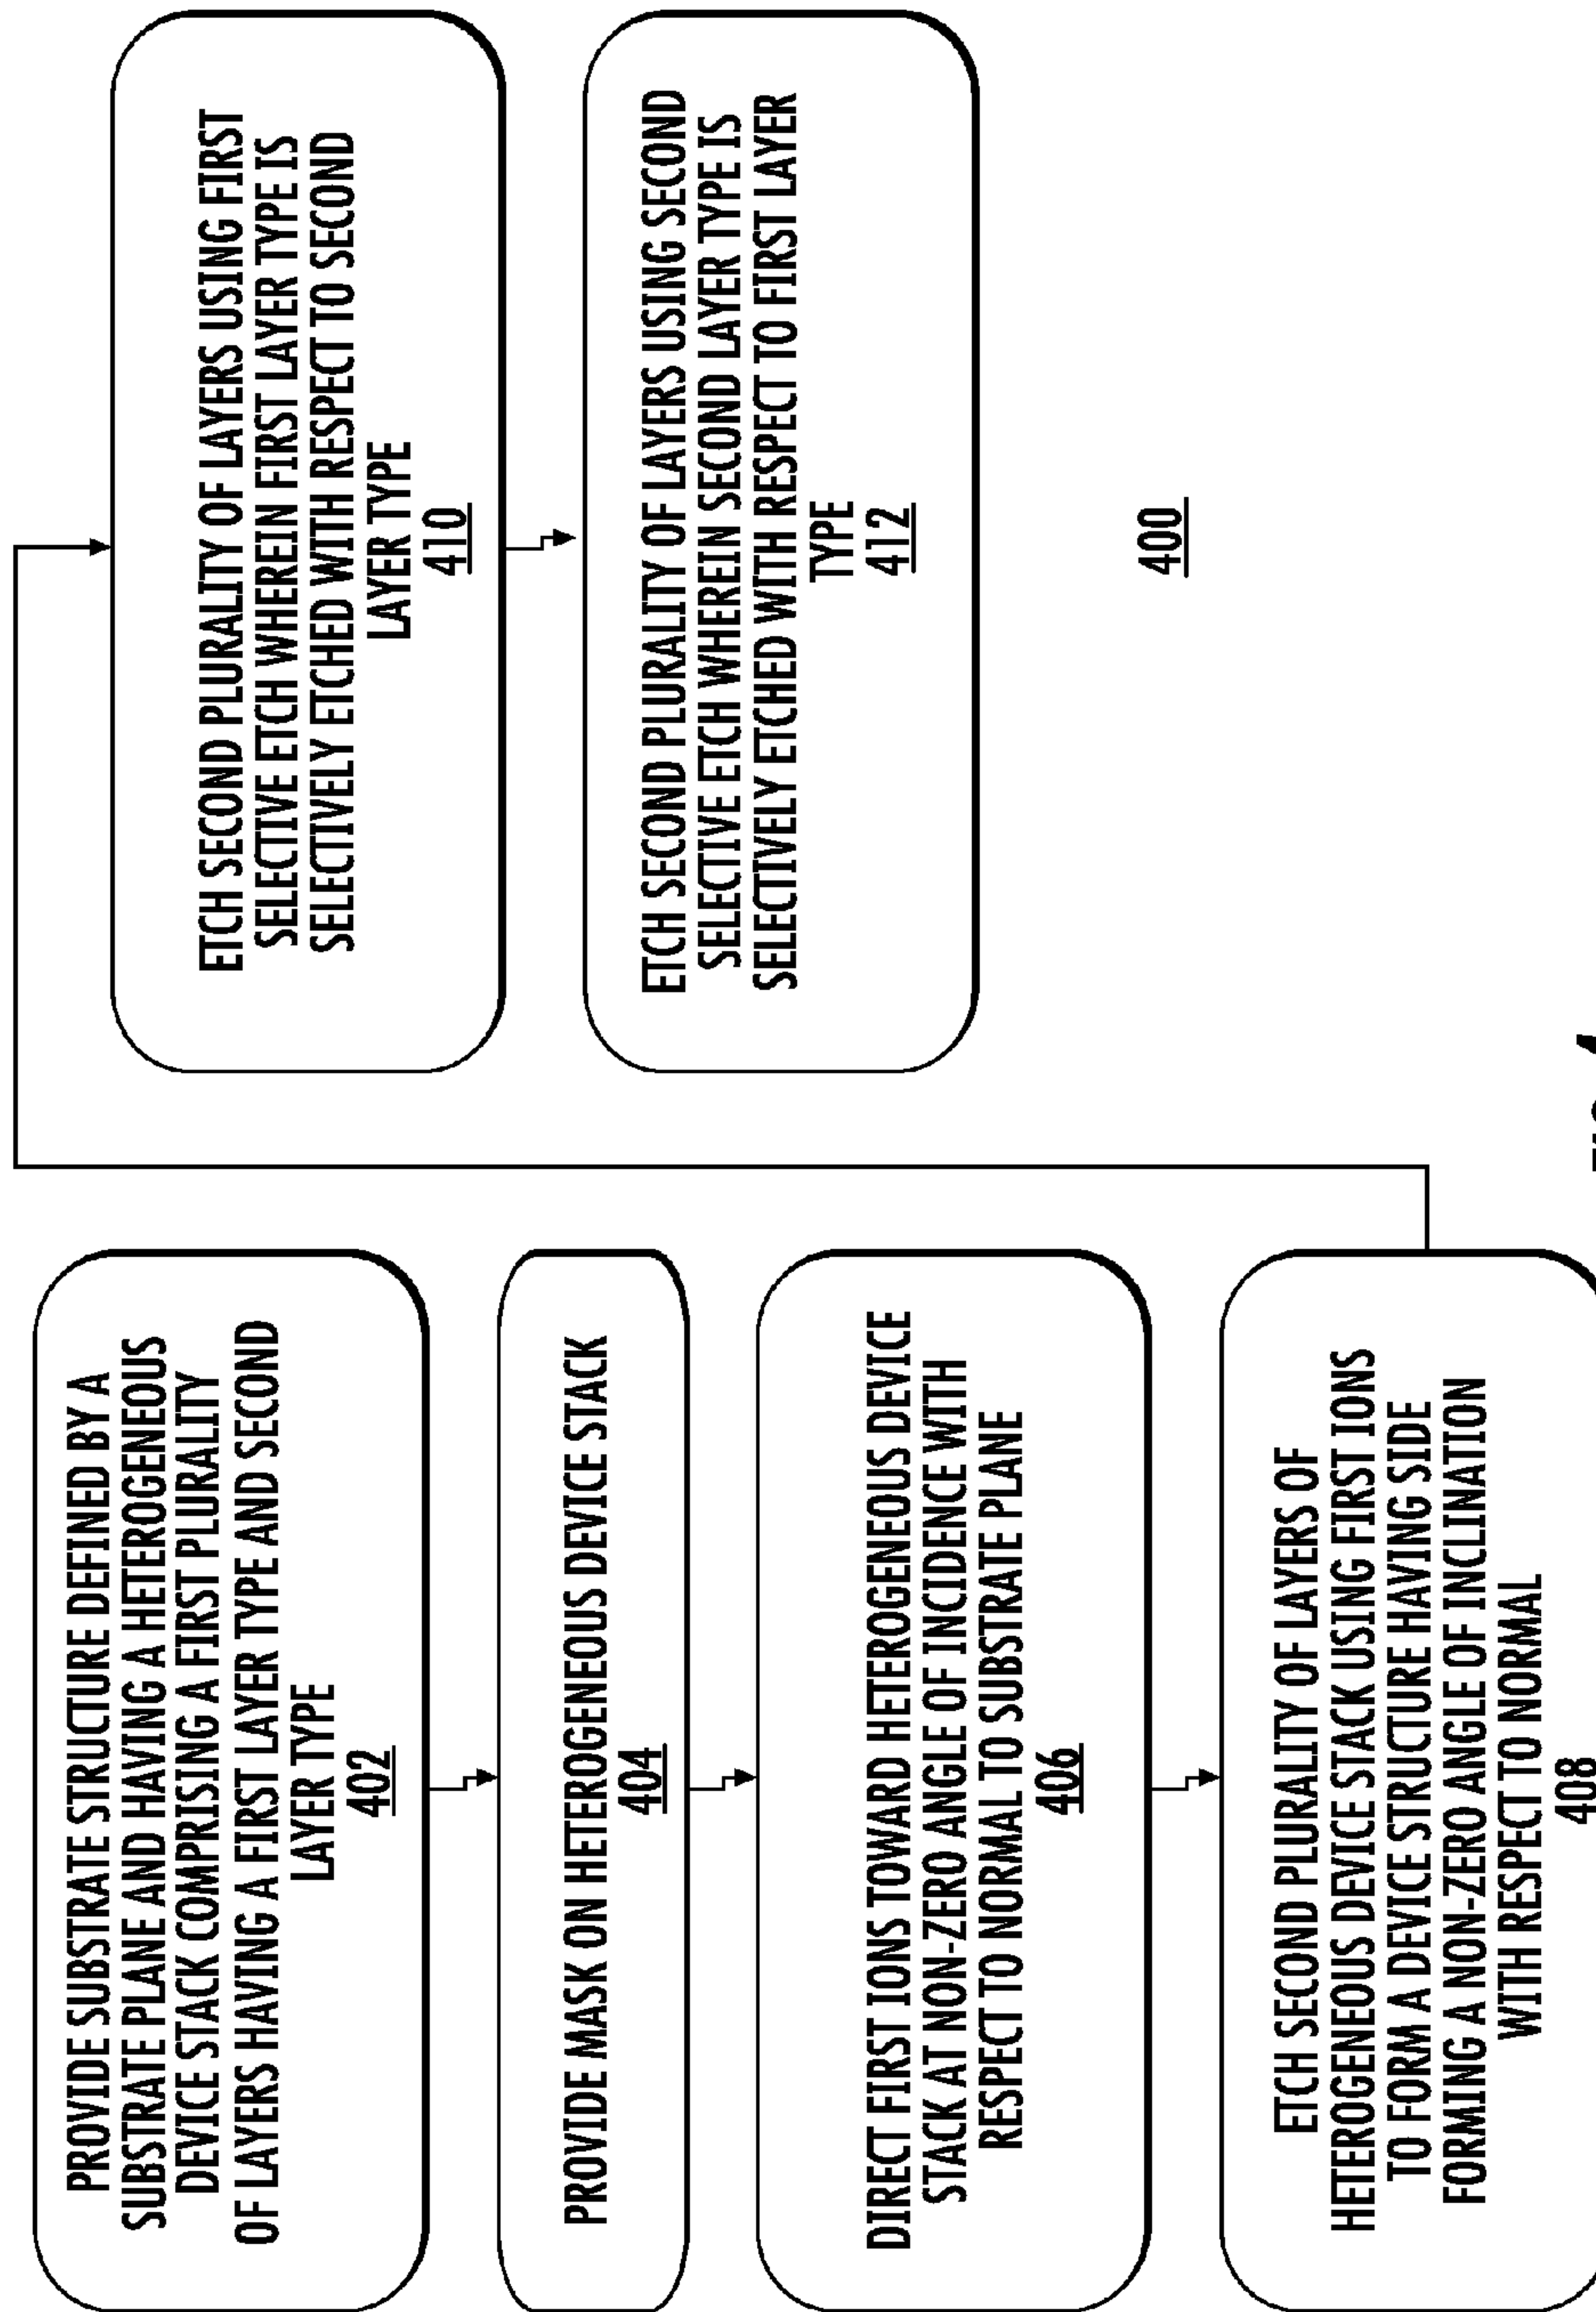 PROVIDE SUBSTRATE STRUCTURE DEFINED BY A
SUBSTRATE PLANE AND HAVING A HETEROGENEOUS
DEVICE STACK COMPRISING A FIRST PLURALITY
OF LAYERS HAVING A FIRST LAYER TYPE AND SECOND
LAYER TYPE
402
PROVIDE MASK ON HETEROGENEOUS DEVICE STACK
404
DIRECT FIRST IONS TOWARD HETEROGENEOUS DEVICE
STACK AT NON-ZERO ANGLE OF INCIDENCE WITH
RESPECT TO NORMAL TO SUBSTRATE PLANE
406
ETCH SECOND PLURALITY OF LAYERS OF
HETEROGENEOUS DEVICE STACK USING FIRST IONS
TO FORM A DEVICE STRUCTURE HAVING SIDE
FORMING A NON-ZERO ANGLE OF INCLINATION
WITH RESPECT TO NORMAL
408
ETCH SECOND PLURALITY OF LAYERS USING FIRST
SELECTIVE ETCH WHEREIN FIRST LAYER TYPE IS
SELECTIVELY ETCHED WITH RESPECT TO SECOND
LAYER TYPE
410
ETCH SECOND PLURALITY OF LAYERS USING SECOND
SELECTIVE ETCH WHEREIN SECOND LAYER TYPE IS
SELECTIVELY ETCHED WITH RESPECT TO FIRST LAYER
TYPE
412
400